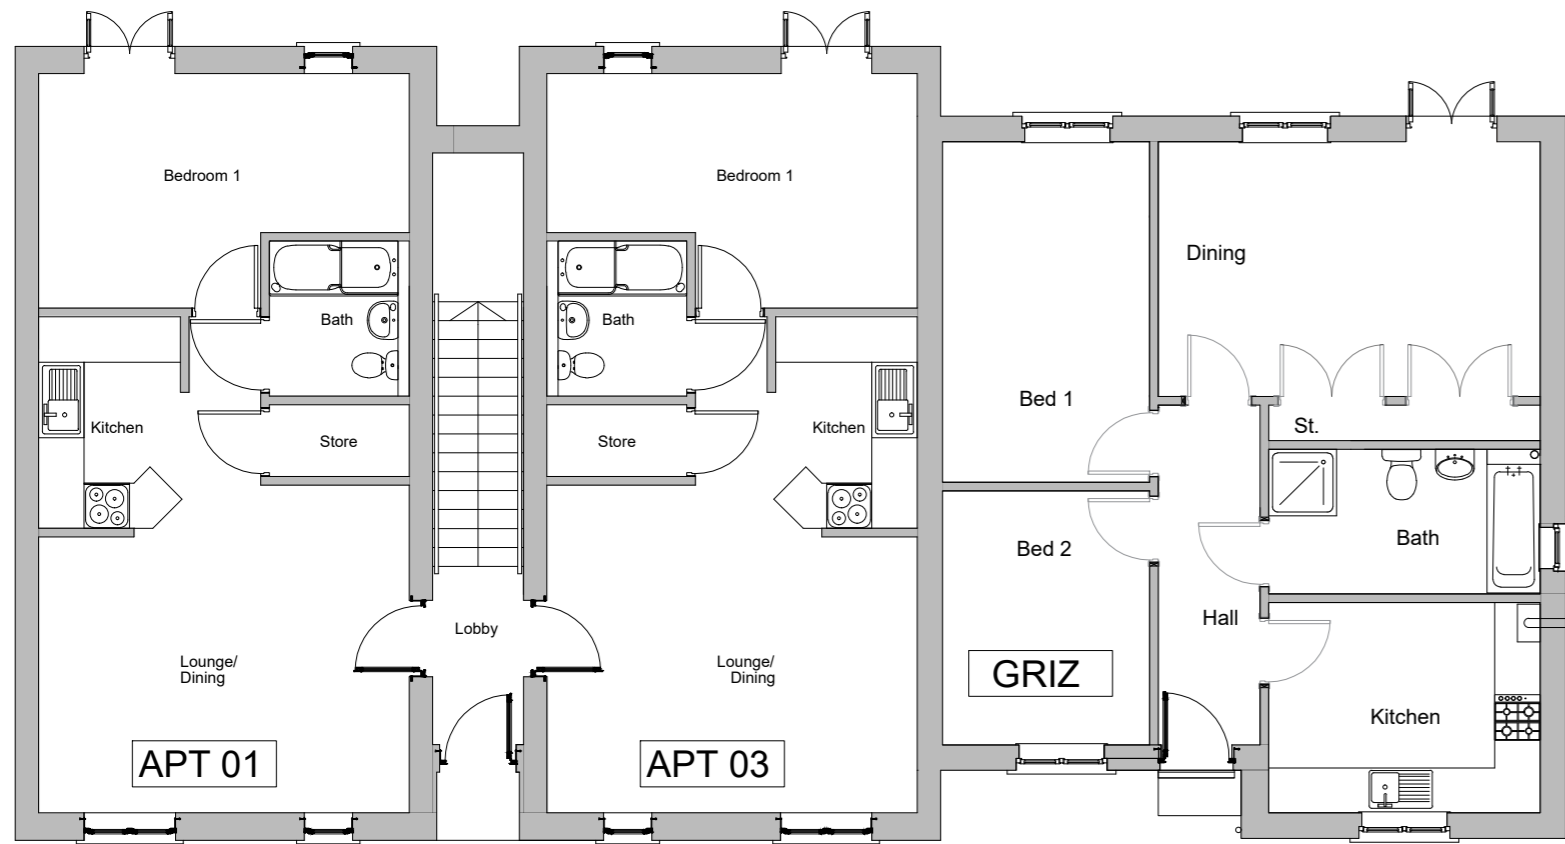 Bedroom 1
Bath
Kitchen
Store
Lounge/
Dining
APT 01
Lobby
Bedroom 1
Bath
Kitchen
Store
Lounge/
Dining
APT 03
Bed 1
Bed 2
GRIZ
Dining
St.
Bath
Hall
Kitchen